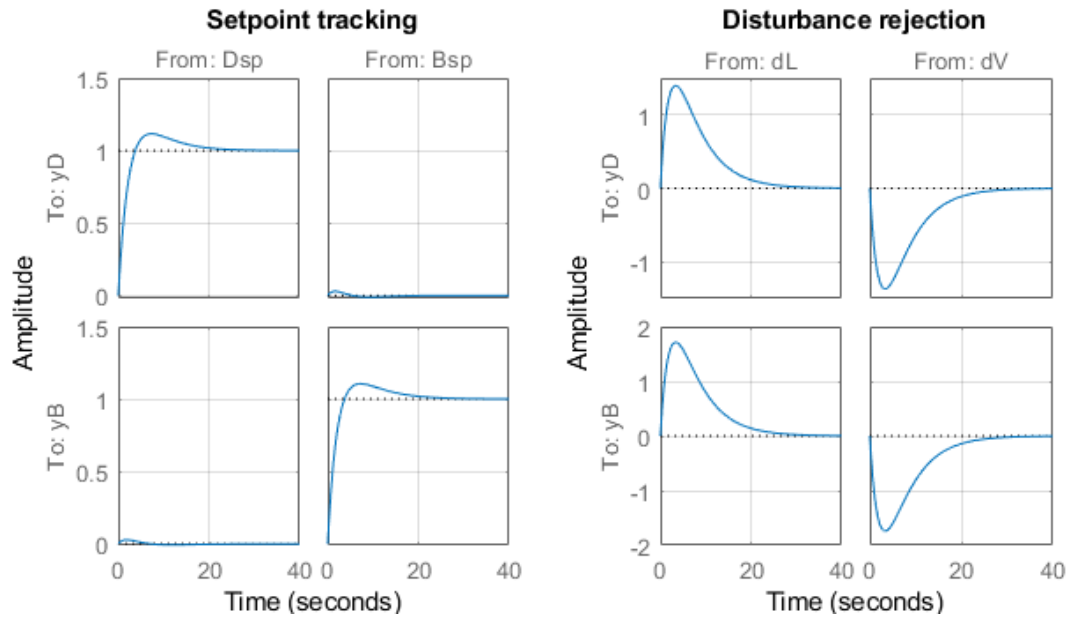 Setpoint tracking
From: Dsp
From: Bsp
Amplitude
To: yD
1.5
1
0.5
0
To: yB
1.5
1
0.5
0
0
20
40
0
20
40
Time (seconds)
Disturbance rejection
From: dL
From: dV
Amplitude
To: yD
1
0
-1
To: yB
2
1
0
-1
-2
0
20
40
0
20
40
Time (seconds)